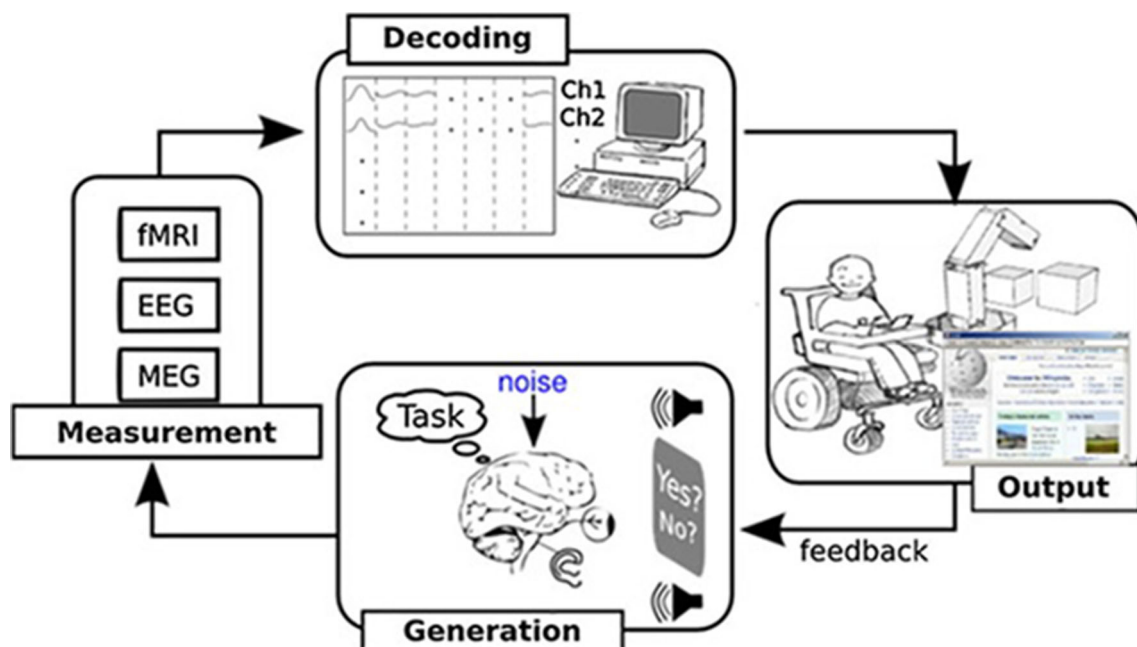 Decoding
Ch1
Ch2
fMRI
EEG
MEG
Measurement
noise
Task
Yes?
No?
Generation
Output
feedback